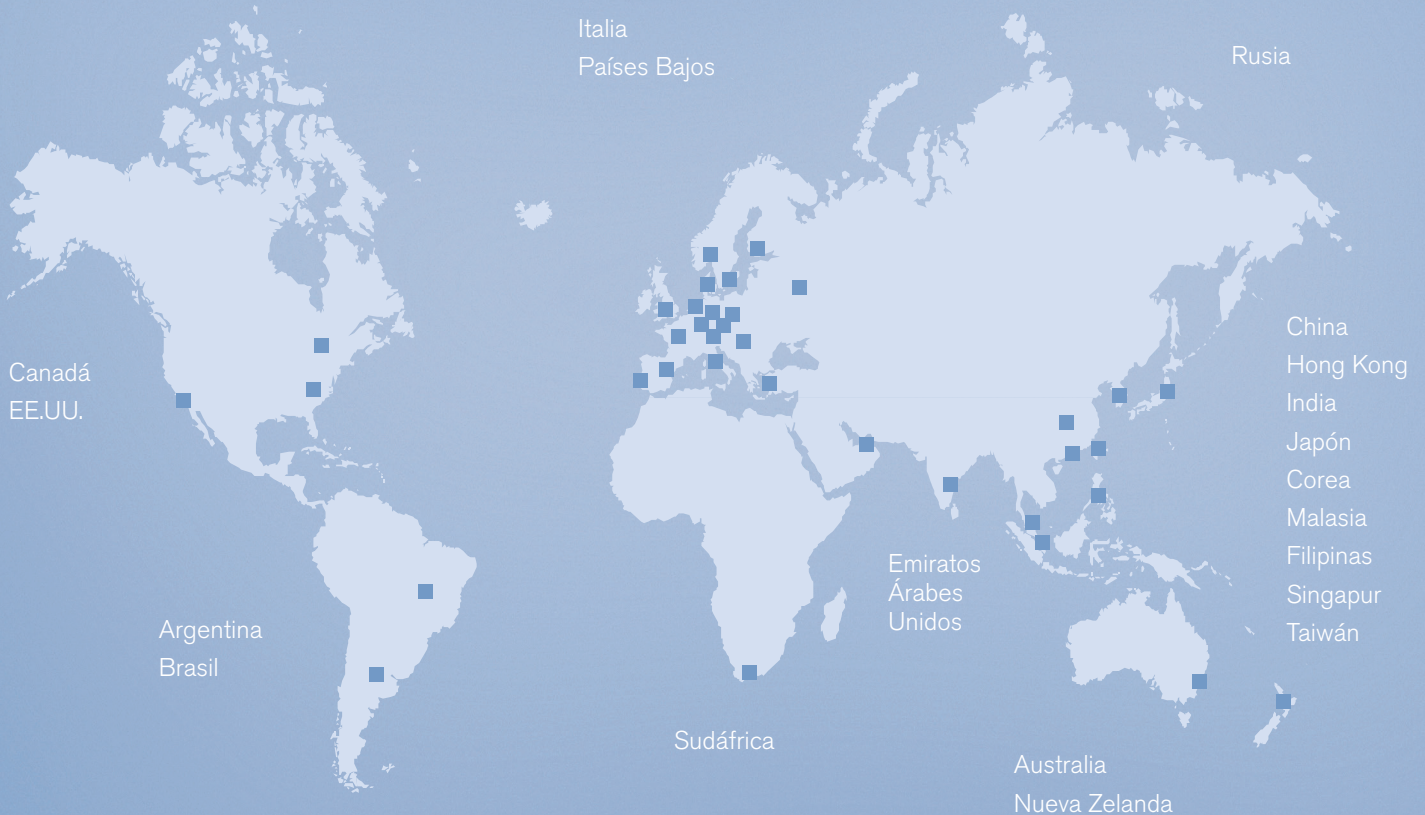 Italia
Países Bajos
Rusia
Canadá
EE.UU.
China
Hong Kong
India
Japón
Corea
Malasia
Filipinas
Singapur
Taiwán
Emiratos
Árabes
Unidos
Argentina
Brasil
Sudáfrica
Australia
Nueva Zelanda